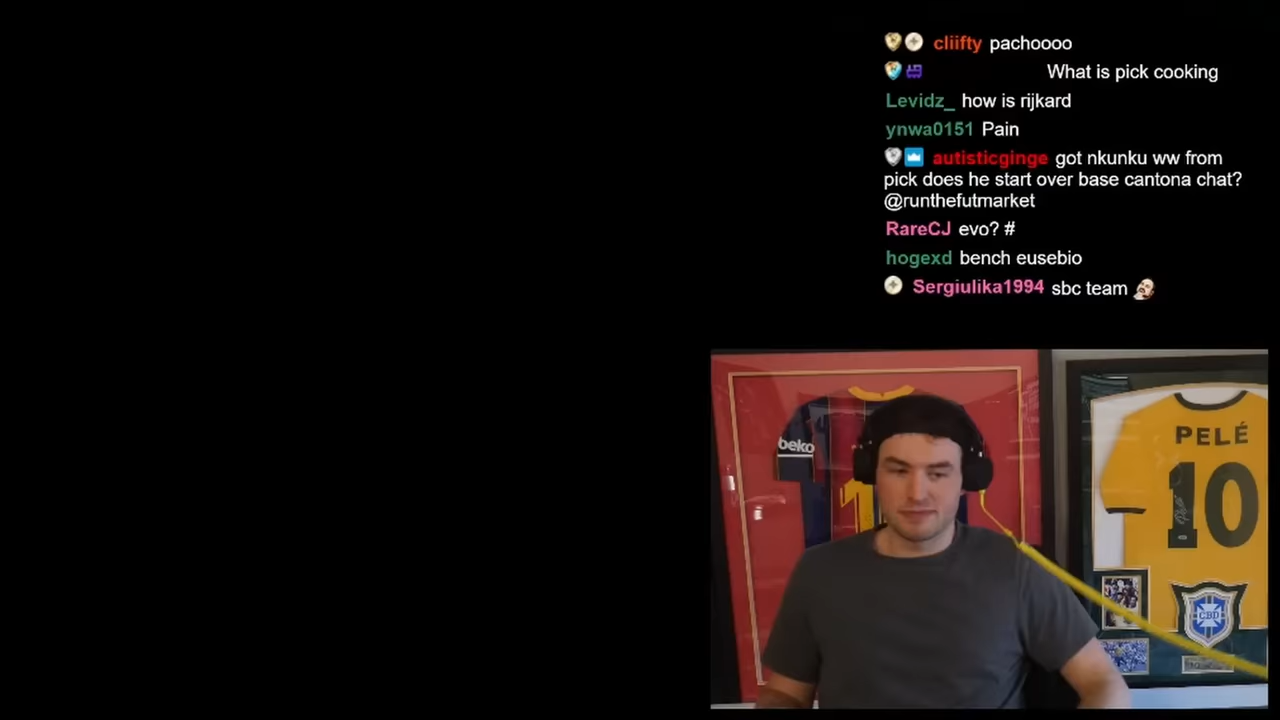 cliifty pachoooo
What is pick cooking
Levidz_ how is rijkard
ynwa0151 Pain
autisticginge got nkunku ww from
pick does he start over base cantona chat?
@runthefutmarket
RareCJ evo? #
hogexd bench eusebio
Sergiulika1994 sbc team
beko
1
PELÉ
10
CBD